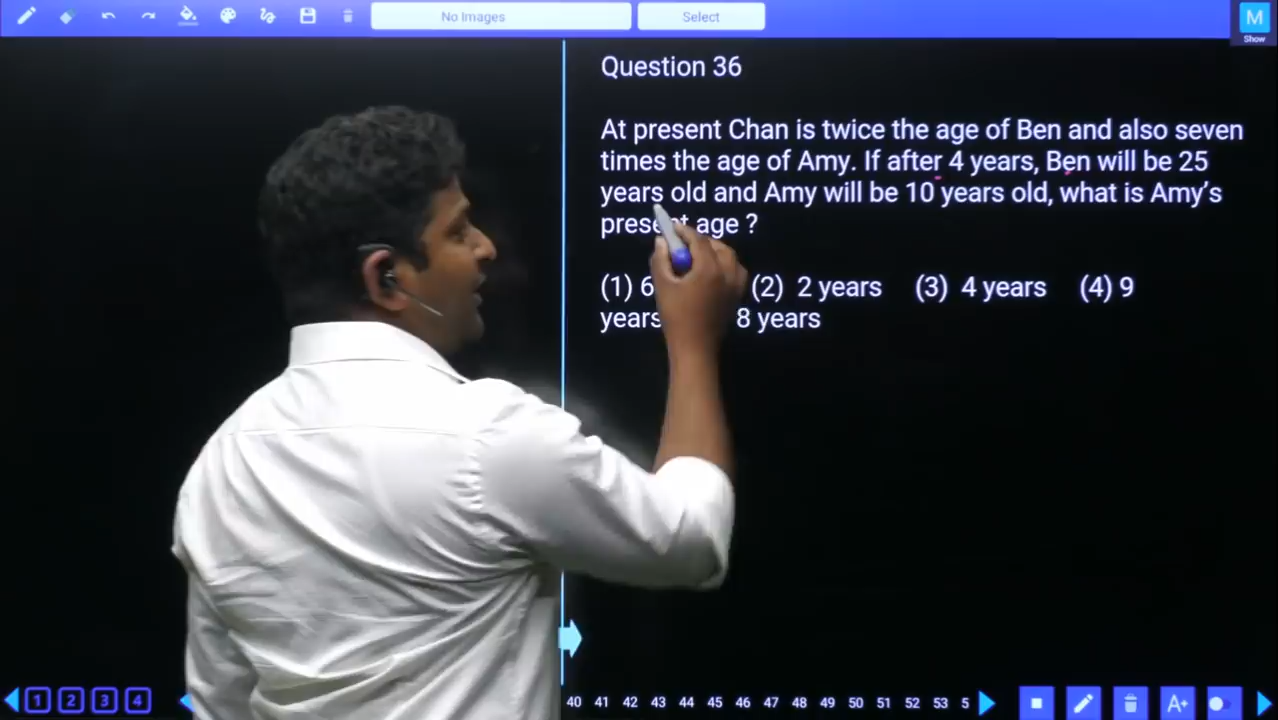 No Images
Select
M
Show
Question 36
At present Chan is twice the age of Ben and also seven
times the age of Amy. If after 4 years, Ben will be 25
years old and Amy will be 10 years old, what is Amy's
present age ?
(1) 6 (2) 2 years (3) 4 years (4) 9
years 8 years
1 2 3 4
40 41 42 43 44 45 46 47 48 49 50 51 52 53 5
A+